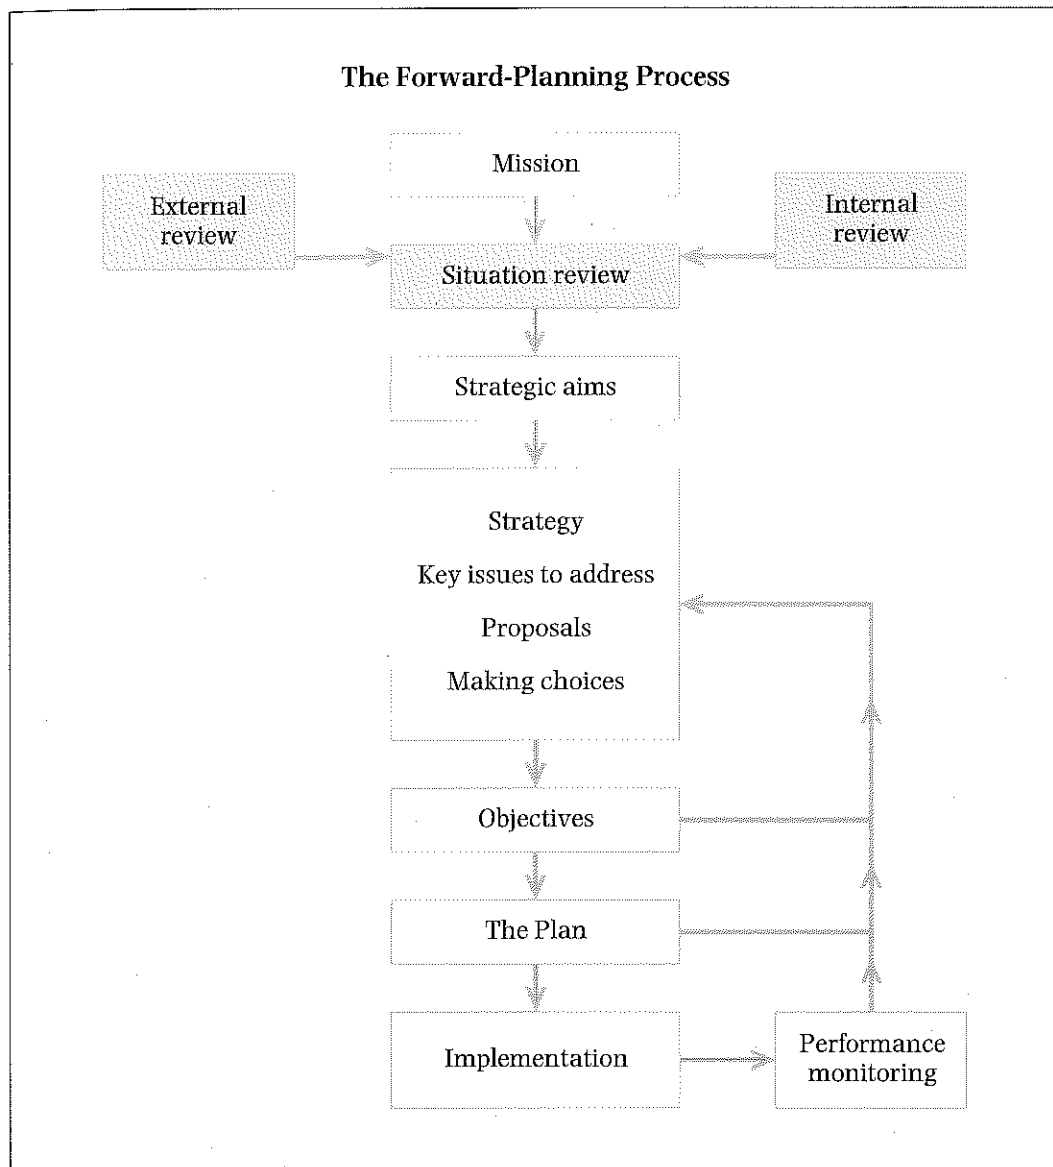 The Forward-Planning Process
Mission
External
review
Internal
review
Situation review
Strategic aims
Strategy
Key issues to address
Proposals
Making choices
Objectives
The Plan
Implementation
Performance
monitoring